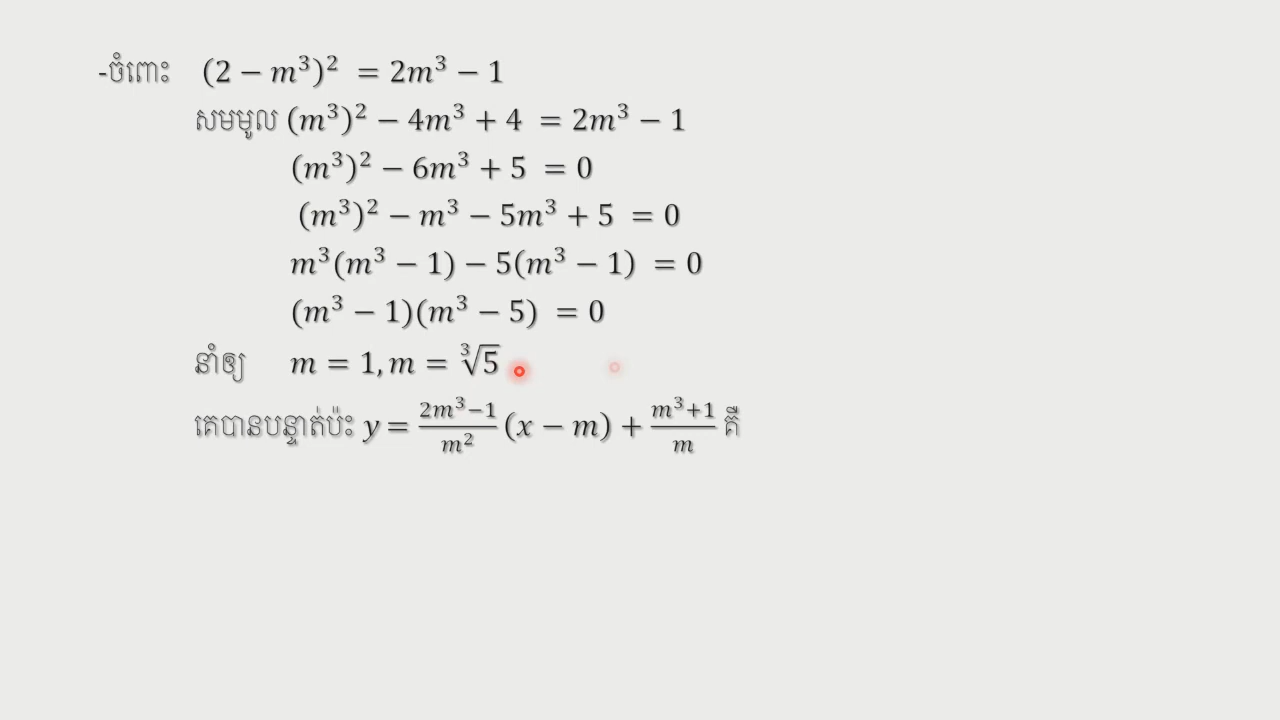 -ចំពោះ (2 − m³)² = 2m³ − 1
សមមូល (m³)² − 4m³ + 4 = 2m³ − 1
(m³)² − 6m³ + 5 = 0
(m³)² − m³ − 5m³ + 5 = 0
m³(m³ − 1) − 5(m³ − 1) = 0
(m³ − 1)(m³ − 5) = 0
នាំឲ្យ m = 1, m = ∛5
គេបានបន្ទាត់ប៉ះ y = (2m³−1)/m² (x − m) + (m³+1)/m គឺ